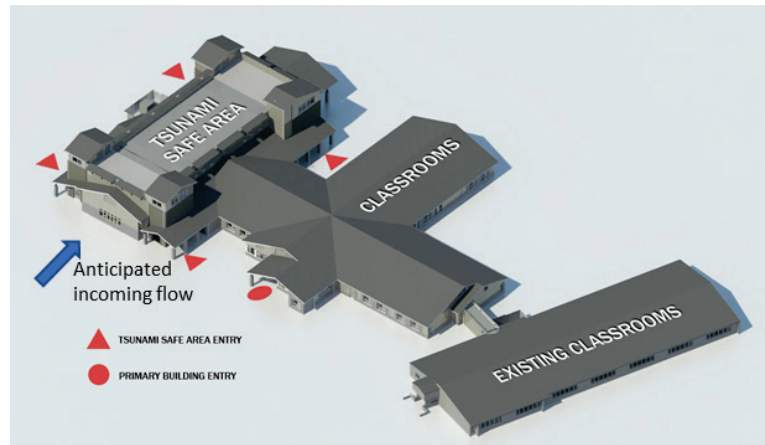 TSUNAMI
SAFE AREA
CLASSROOMS
Anticipated
incoming flow
EXISTING CLASSROOMS
TSUNAMI SAFE AREA ENTRY
PRIMARY BUILDING ENTRY